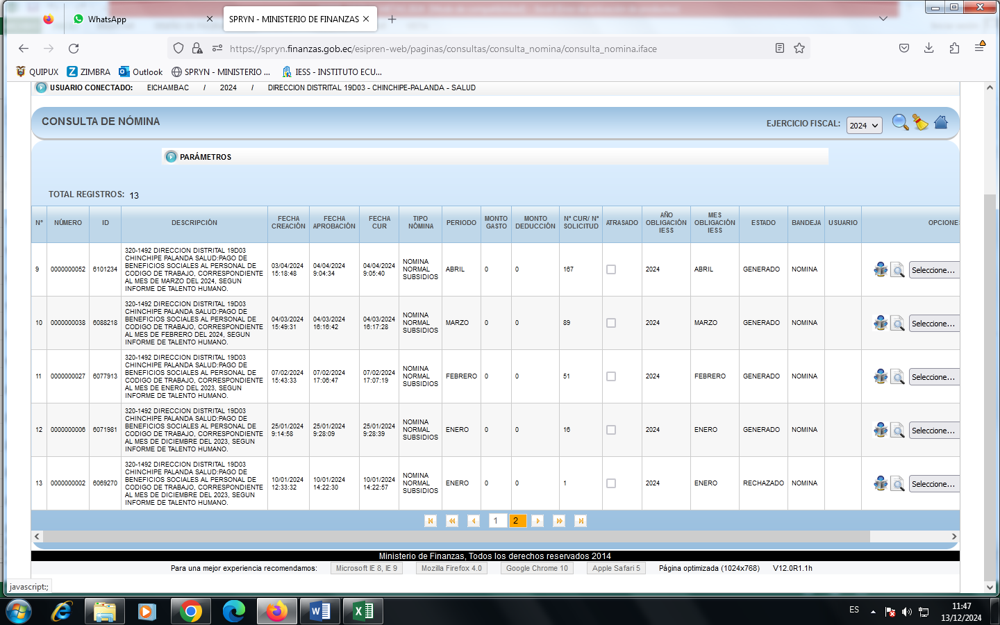 WhatsApp
SPRYN - MINISTERIO DE FINANZAS
https://spryn.finanzas.gob.ec/esipren-web/paginas/consultas/consulta_nomina/consulta_nomina.iface
QUIPUX ZIMBRA Outlook SPRYN - MINISTERIO ... IESS - INSTITUTO ECU...
USUARIO CONECTADO: EICHAMBAC / 2024 / DIRECCION DISTRITAL 19D03 - CHINCHIPE-PALANDA - SALUD
CONSULTA DE NÓMINA
EJERCICIO FISCAL: 2024
PARÁMETROS
TOTAL REGISTROS: 13
N° NÚMERO ID DESCRIPCIÓN FECHA CREACIÓN FECHA APROBACIÓN FECHA CUR TIPO NÓMINA PERIODO MONTO GASTO MONTO DEDUCCIÓN N° CUR/ N° SOLICITUD ATRASADO AÑO OBLIGACIÓN IESS MES OBLIGACIÓN IESS ESTADO BANDEJA USUARIO OPCIONE
9 0000000052 6101234
320-1492 DIRECCION DISTRITAL 19D03
CHINCHIPE PALANDA SALUD:PAGO DE
BENEFICIOS SOCIALES AL PERSONAL DE
CODIGO DE TRABAJO, CORRESPONDIENTE
AL MES DE MARZO DEL 2024, SEGUN
INFORME DE TALENTO HUMANO.
03/04/2024 15:18:48 04/04/2024 9:04:34 04/04/2024 9:05:40 NOMINA NORMAL SUBSIDIOS ABRIL 0 0 167 2024 ABRIL GENERADO NOMINA Seleccione...
10 0000000038 6088218
320-1492 DIRECCION DISTRITAL 19D03
CHINCHIPE PALANDA SALUD:PAGO DE
BENEFICIOS SOCIALES AL PERSONAL DE
CODIGO DE TRABAJO, CORRESPONDIENTE
AL MES DE FEBRERO DEL 2024, SEGUN
INFORME DE TALENTO HUMANO.
04/03/2024 15:49:31 04/03/2024 16:16:42 04/03/2024 16:17:28 NOMINA NORMAL SUBSIDIOS MARZO 0 0 89 2024 MARZO GENERADO NOMINA Seleccione...
11 0000000027 6077913
320-1492 DIRECCION DISTRITAL 19D03
CHINCHIPE PALANDA SALUD:PAGO DE
BENEFICIOS SOCIALES AL PERSONAL DE
CODIGO DE TRABAJO, CORRESPONDIENTE
AL MES DE ENERO DEL 2023, SEGUN
INFORME DE TALENTO HUMANO.
07/02/2024 15:43:33 07/02/2024 17:06:47 07/02/2024 17:07:19 NOMINA NORMAL SUBSIDIOS FEBRERO 0 0 51 2024 FEBRERO GENERADO NOMINA Seleccione...
12 0000000006 6071981
320-1492 DIRECCION DISTRITAL 19D03
CHINCHIPE PALANDA SALUD:PAGO DE
BENEFICIOS SOCIALES AL PERSONAL DE
CODIGO DE TRABAJO, CORRESPONDIENTE
AL MES DE DICIEMBRE DEL 2023, SEGUN
INFORME DE TALENTO HUMANO.
25/01/2024 9:14:58 25/01/2024 9:28:09 25/01/2024 9:28:39 NOMINA NORMAL SUBSIDIOS ENERO 0 0 16 2024 ENERO GENERADO NOMINA Seleccione...
13 0000000002 6069270
320-1492 DIRECCION DISTRITAL 19D03
CHINCHIPE PALANDA SALUD:PAGO DE
BENEFICIOS SOCIALES AL PERSONAL DE
CODIGO DE TRABAJO, CORRESPONDIENTE
AL MES DE DICIEMBRE DEL 2023, SEGUN
INFORME DE TALENTO HUMANO.
10/01/2024 12:33:32 10/01/2024 14:22:30 10/01/2024 14:22:57 NOMINA NORMAL SUBSIDIOS ENERO 0 0 1 2024 ENERO RECHAZADO NOMINA Seleccione...
1 2
Ministerio de Finanzas, Todos los derechos reservados 2014
Para una mejor experiencia recomendamos: Microsoft IE 8, IE 9 Mozilla Firefox 4.0 Google Chrome 10 Apple Safari 5 Página optimizada (1024x768) V12.0R1.1h
javascript:;
ES 11:47
13/12/2024